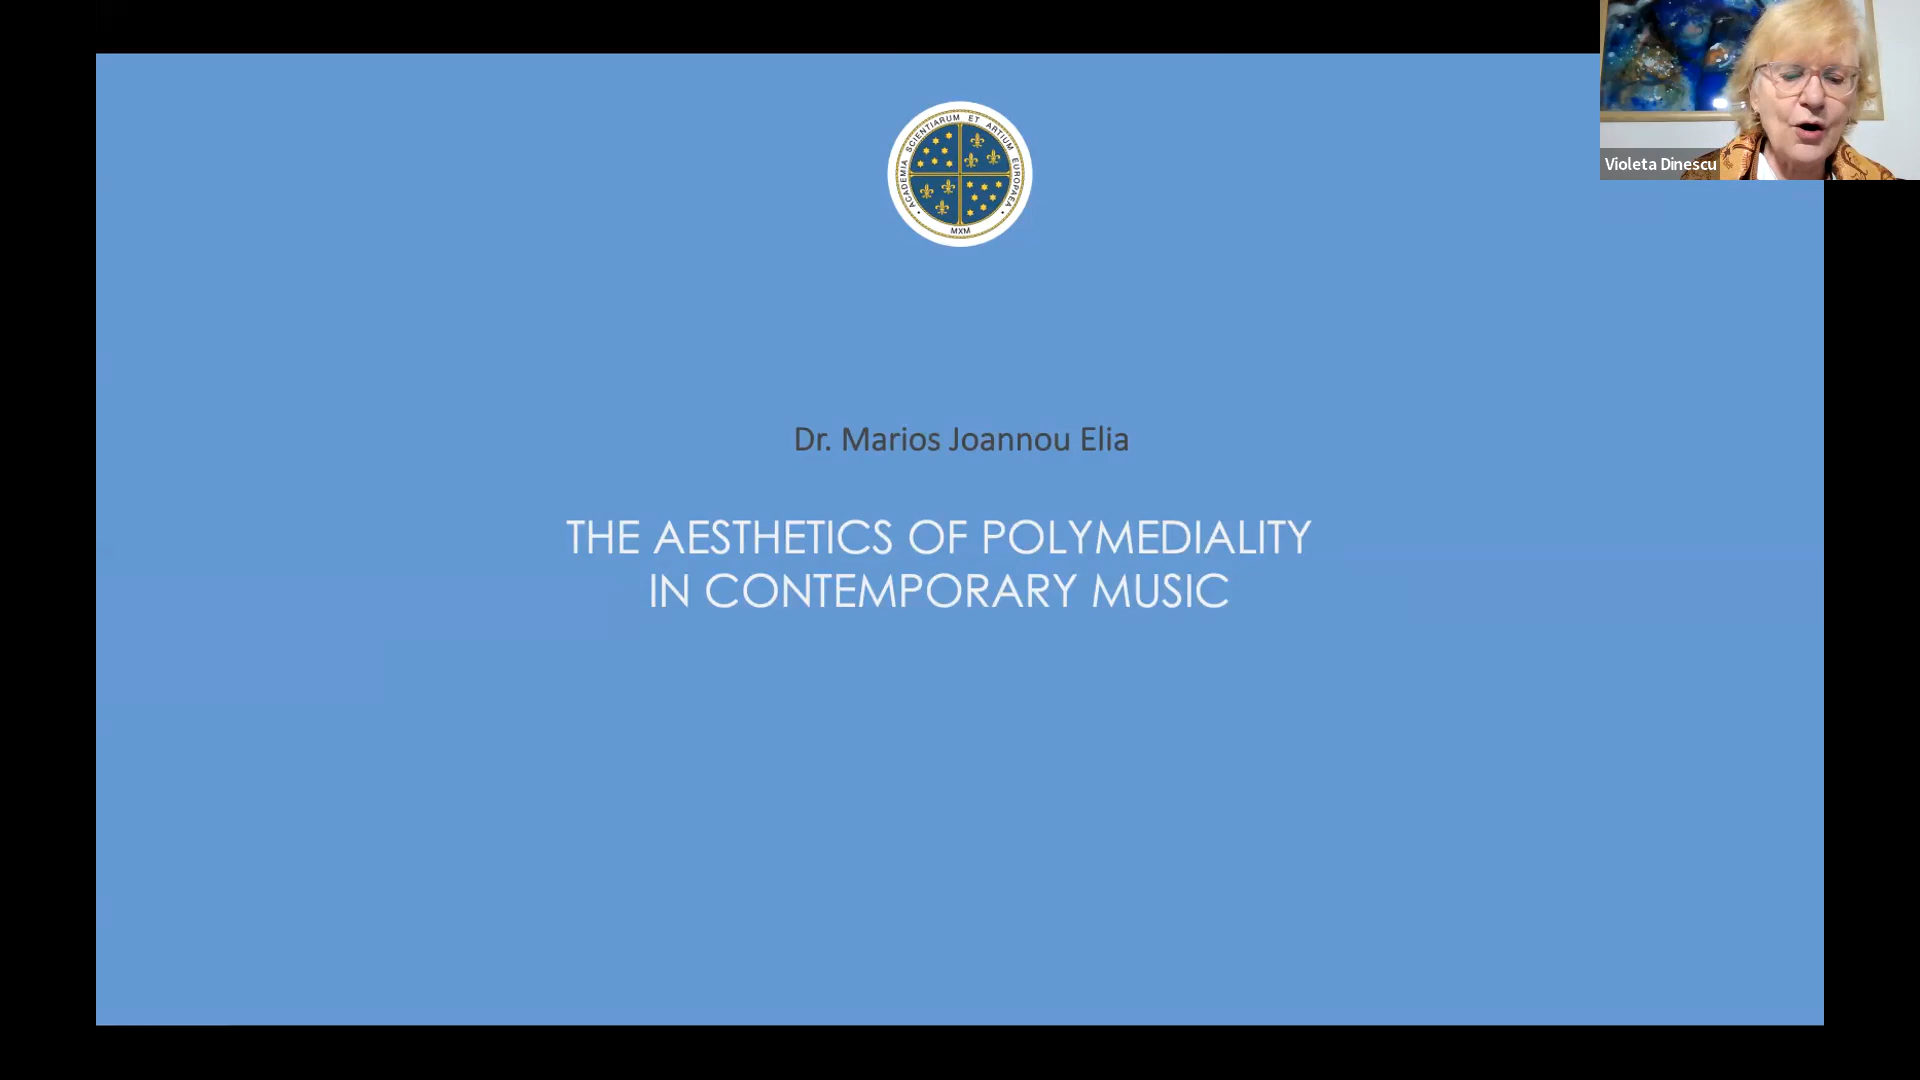 ACADEMIA SCIENTIARUM ET ARTIUM EUROPAEA
MXM
Violeta Dinescu
Dr. Marios Joannou Elia
THE AESTHETICS OF POLYMEDIALITY
IN CONTEMPORARY MUSIC